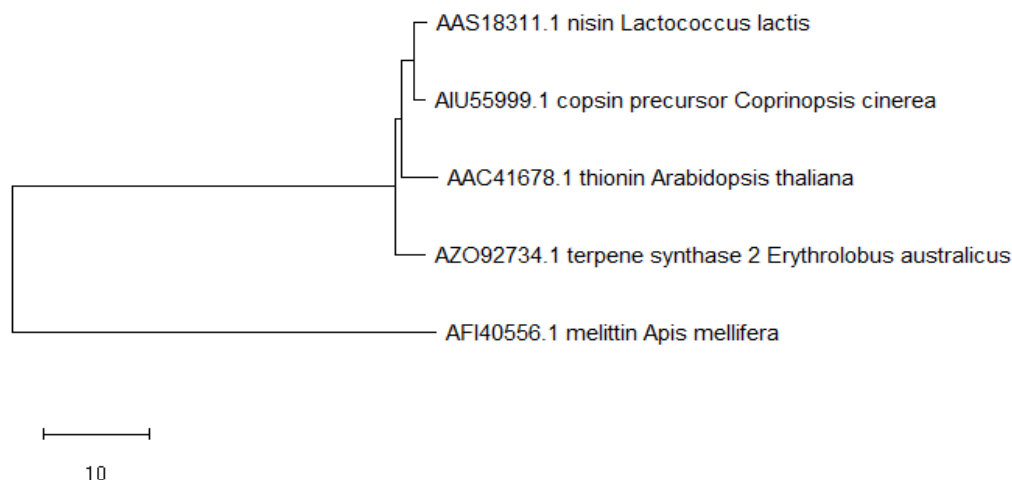 AAS18311.1 nisin Lactococcus lactis
AIU55999.1 copsin precursor Coprinopsis cinerea
AAC41678.1 thionin Arabidopsis thaliana
AZO92734.1 terpene synthase 2 Erythrolobus australicus
AFI40556.1 melittin Apis mellifera
10